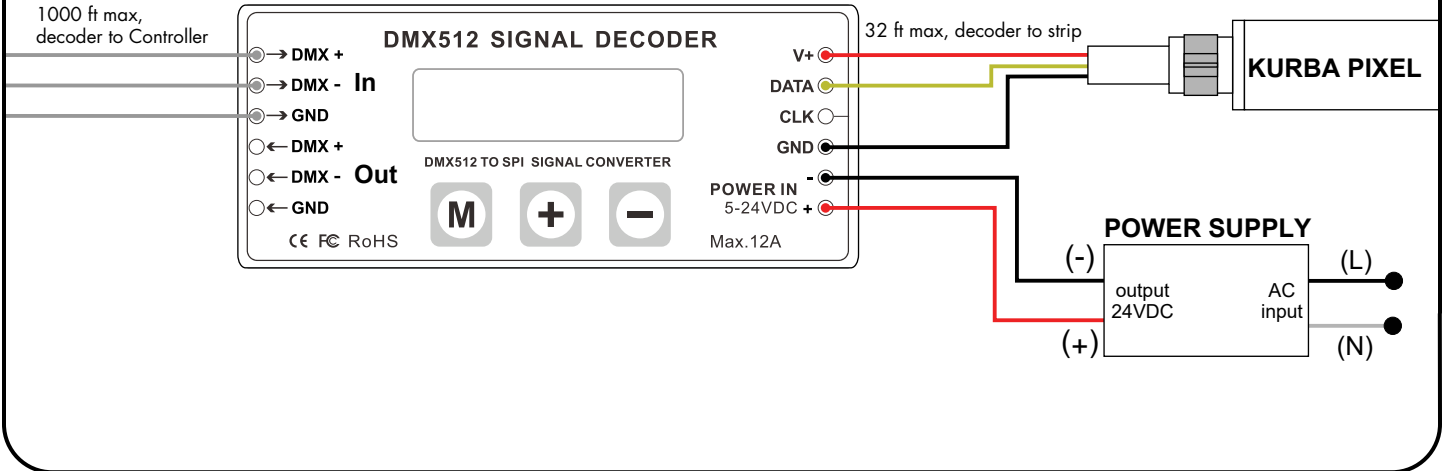 1000 ft max,
decoder to Controller
DMX512 SIGNAL DECODER
32 ft max, decoder to strip
DMX +
DMX - In
GND
DMX +
DMX - Out
GND
CE FC RoHS
DMX512 TO SPI SIGNAL CONVERTER
M + −
V+
DATA
CLK
GND
-
POWER IN
5-24VDC +
Max.12A
KURBA PIXEL
POWER SUPPLY
(-)
(+)
output
24VDC
AC
input
(L)
(N)